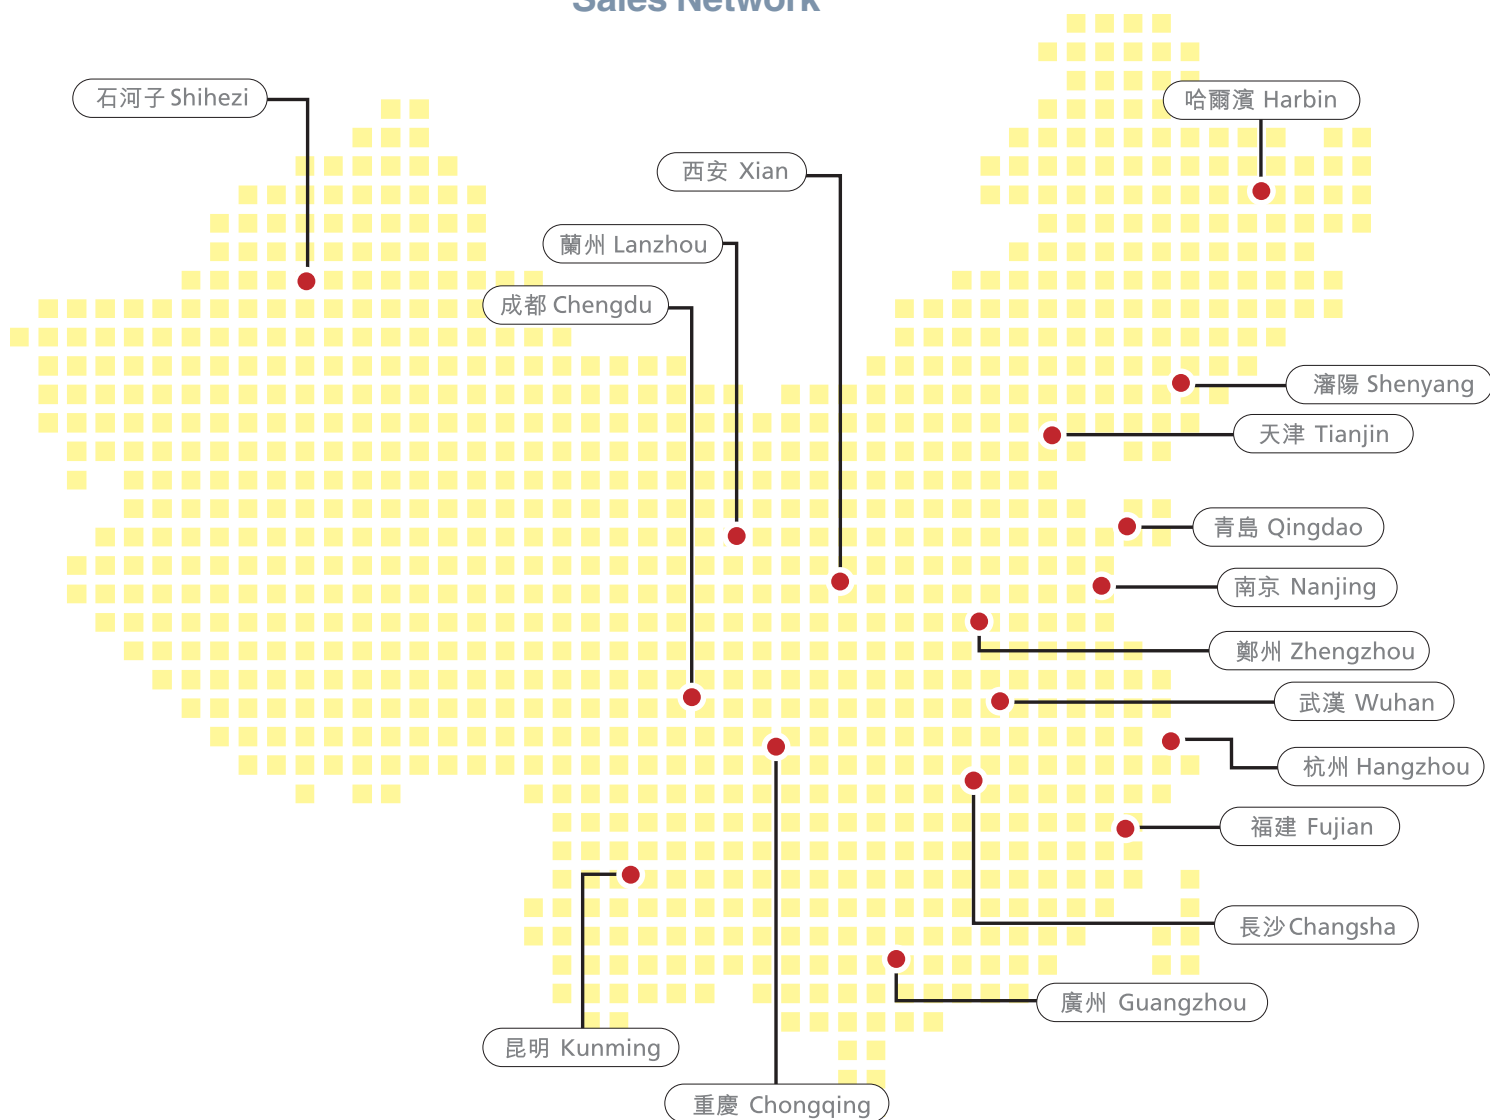 Sales Network
石河子 Shihezi
哈爾濱 Harbin
西安 Xian
蘭州 Lanzhou
成都 Chengdu
瀋陽 Shenyang
天津 Tianjin
青島 Qingdao
南京 Nanjing
鄭州 Zhengzhou
武漢 Wuhan
杭州 Hangzhou
福建 Fujian
長沙 Changsha
廣州 Guangzhou
昆明 Kunming
重慶 Chongqing